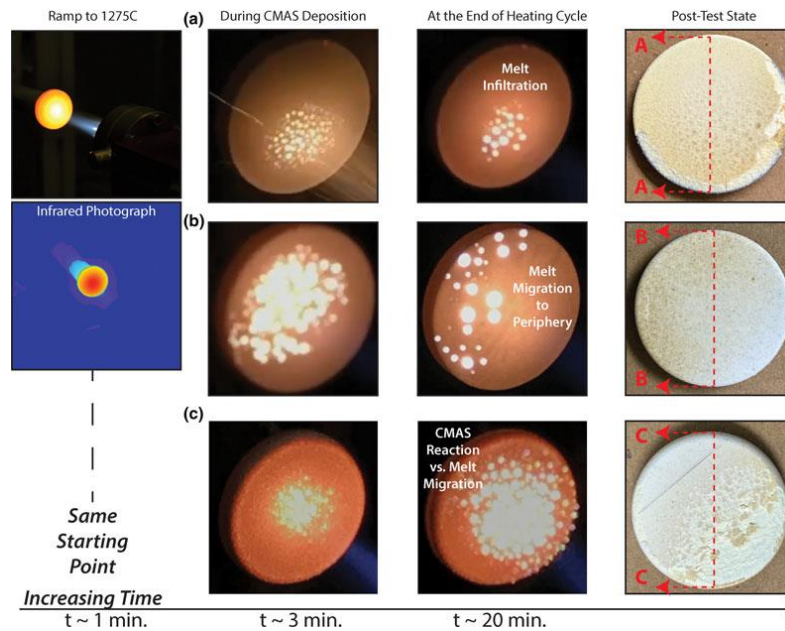 Ramp to 1275C
During CMAS Deposition
At the End of Heating Cycle
Post-Test State
(a)
Melt
Infiltration
A
A
Infrared Photograph
(b)
Melt
Migration
to
Periphery
B
B
(c)
CMAS
Reaction
vs. Melt
Migration
C
C
Same
Starting
Point
Increasing Time
t ~ 1 min.
t ~ 3 min.
t ~ 20 min.